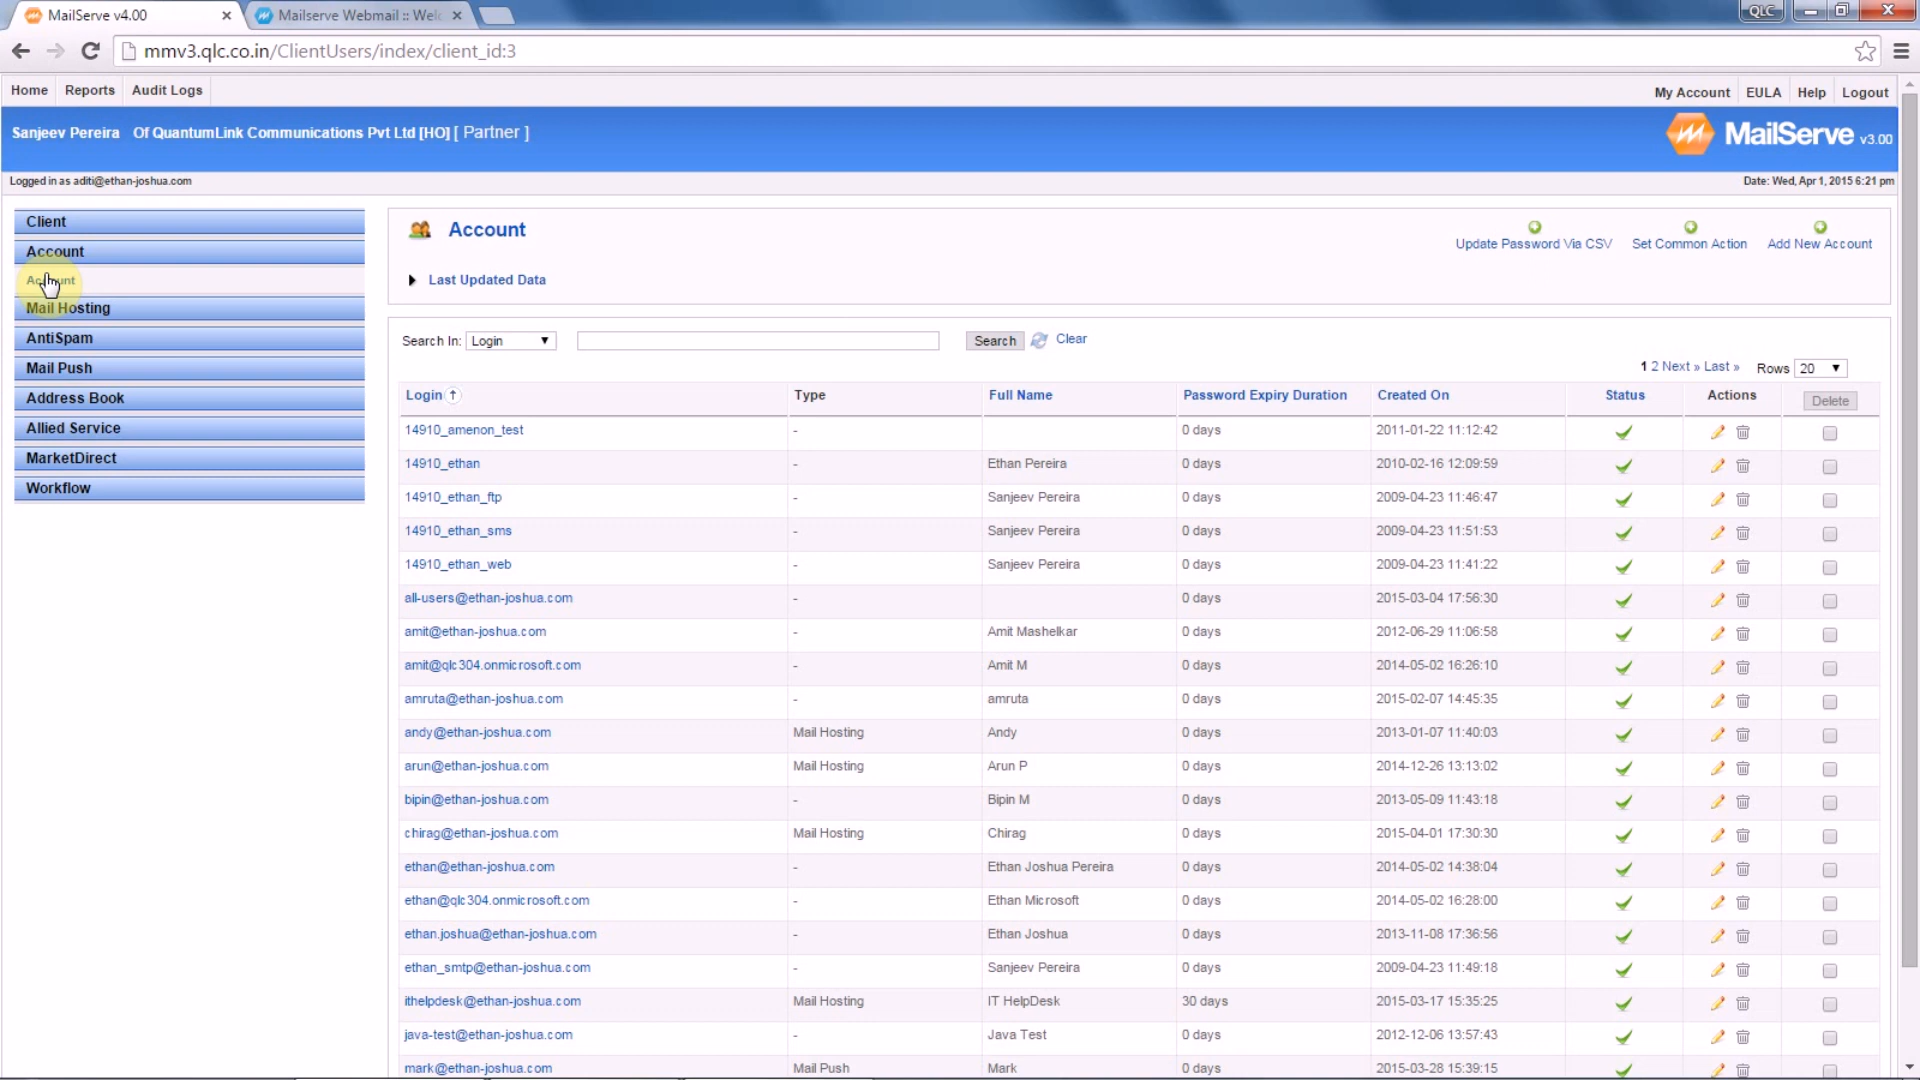 MailServe v4.00
Mailserve Webmail :: Welc
QLC
mmv3.qlc.co.in/ClientUsers/index/client_id:3
Home Reports Audit Logs
My Account EULA Help Logout
Sanjeev Pereira Of QuantumLink Communications Pvt Ltd [HO] [ Partner ]
MailServe v3.00
Logged in as aditi@ethan-joshua.com
Date: Wed, Apr 1, 2015 6:21 pm
Client
Account
Account
Mail Hosting
AntiSpam
Mail Push
Address Book
Allied Service
MarketDirect
Workflow
Account
Update Password Via CSV Set Common Action Add New Account
Last Updated Data
Search In: Login Search Clear
1 2 Next » Last » Rows 20
Login Type Full Name Password Expiry Duration Created On Status Actions Delete
14910_amenon_test - 0 days 2011-01-22 11:12:42
14910_ethan - Ethan Pereira 0 days 2010-02-16 12:09:59
14910_ethan_ftp - Sanjeev Pereira 0 days 2009-04-23 11:46:47
14910_ethan_sms - Sanjeev Pereira 0 days 2009-04-23 11:51:53
14910_ethan_web - Sanjeev Pereira 0 days 2009-04-23 11:41:22
all-users@ethan-joshua.com - 0 days 2015-03-04 17:56:30
amit@ethan-joshua.com - Amit Mashelkar 0 days 2012-06-29 11:06:58
amit@qlc304.onmicrosoft.com - Amit M 0 days 2014-05-02 16:26:10
amruta@ethan-joshua.com - amruta 0 days 2015-02-07 14:45:35
andy@ethan-joshua.com Mail Hosting Andy 0 days 2013-01-07 11:40:03
arun@ethan-joshua.com Mail Hosting Arun P 0 days 2014-12-26 13:13:02
bipin@ethan-joshua.com - Bipin M 0 days 2013-05-09 11:43:18
chirag@ethan-joshua.com Mail Hosting Chirag 0 days 2015-04-01 17:30:30
ethan@ethan-joshua.com - Ethan Joshua Pereira 0 days 2014-05-02 14:38:04
ethan@qlc304.onmicrosoft.com - Ethan Microsoft 0 days 2014-05-02 16:28:00
ethan.joshua@ethan-joshua.com - Ethan Joshua 0 days 2013-11-08 17:36:56
ethan_smtp@ethan-joshua.com - Sanjeev Pereira 0 days 2009-04-23 11:49:18
ithelpdesk@ethan-joshua.com Mail Hosting IT HelpDesk 30 days 2015-03-17 15:35:25
java-test@ethan-joshua.com - Java Test 0 days 2012-12-06 13:57:43
mark@ethan-joshua.com Mail Push Mark 0 days 2015-03-28 15:39:15